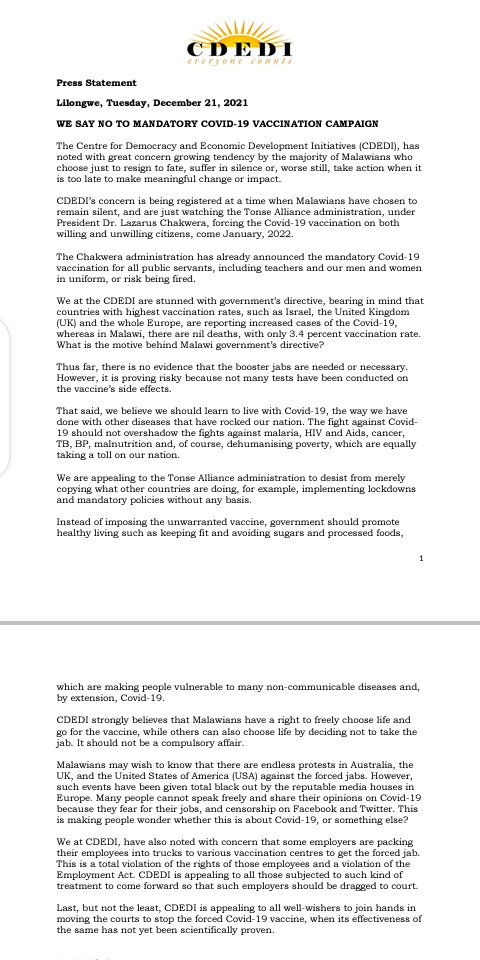 CDEDI
everyone counts
Press Statement
Lilongwe, Tuesday, December 21, 2021
WE SAY NO TO MANDATORY COVID-19 VACCINATION CAMPAIGN
The Centre for Democracy and Economic Development Initiatives (CDEDI), has
noted with great concern growing tendency by the majority of Malawians who
choose just to resign to fate, suffer in silence or, worse still, take action when it
is too late to make meaningful change or impact.
CDEDI's concern is being registered at a time when Malawians have chosen to
remain silent, and are just watching the Tonse Alliance administration, under
President Dr. Lazarus Chakwera, forcing the Covid-19 vaccination on both
willing and unwilling citizens, come January, 2022.
The Chakwera administration has already announced the mandatory Covid-19
vaccination for all public servants, including teachers and our men and women
in uniform, or risk being fired.
We at the CDEDI are stunned with government's directive, bearing in mind that
countries with highest vaccination rates, such as Israel, the United Kingdom
(UK) and the whole Europe, are reporting increased cases of the Covid-19,
whereas in Malawi, there are nil deaths, with only 3.4 percent vaccination rate.
What is the motive behind Malawi government's directive?
Thus far, there is no evidence that the booster jabs are needed or necessary.
However, it is proving risky because not many tests have been conducted on
the vaccine's side effects.
That said, we believe we should learn to live with Covid-19, the way we have
done with other diseases that have rocked our nation. The fight against Covid-
19 should not overshadow the fights against malaria, HIV and Aids, cancer,
TB, BP, malnutrition and, of course, dehumanising poverty, which are equally
taking a toll on our nation.
We are appealing to the Tonse Alliance administration to desist from merely
copying what other countries are doing, for example, implementing lockdowns
and mandatory policies without any basis.
Instead of imposing the unwarranted vaccine, government should promote
healthy living such as keeping fit and avoiding sugars and processed foods,
1
which are making people vulnerable to many non-communicable diseases and,
by extension, Covid-19.
CDEDI strongly believes that Malawians have a right to freely choose life and
go for the vaccine, while others can also choose life by deciding not to take the
jab. It should not be a compulsory affair.
Malawians may wish to know that there are endless protests in Australia, the
UK, and the United States of America (USA) against the forced jabs. However,
such events have been given total black out by the reputable media houses in
Europe. Many people cannot speak freely and share their opinions on Covid-19
because they fear for their jobs, and censorship on Facebook and Twitter. This
is making people wonder whether this is about Covid-19, or something else?
We at CDEDI, have also noted with concern that some employers are packing
their employees into trucks to various vaccination centres to get the forced jab.
This is a total violation of the rights of those employees and a violation of the
Employment Act. CDEDI is appealing to all those subjected to such kind of
treatment to come forward so that such employers should be dragged to court.
Last, but not the least, CDEDI is appealing to all well-wishers to join hands in
moving the courts to stop the forced Covid-19 vaccine, when its effectiveness of
the same has not yet been scientifically proven.